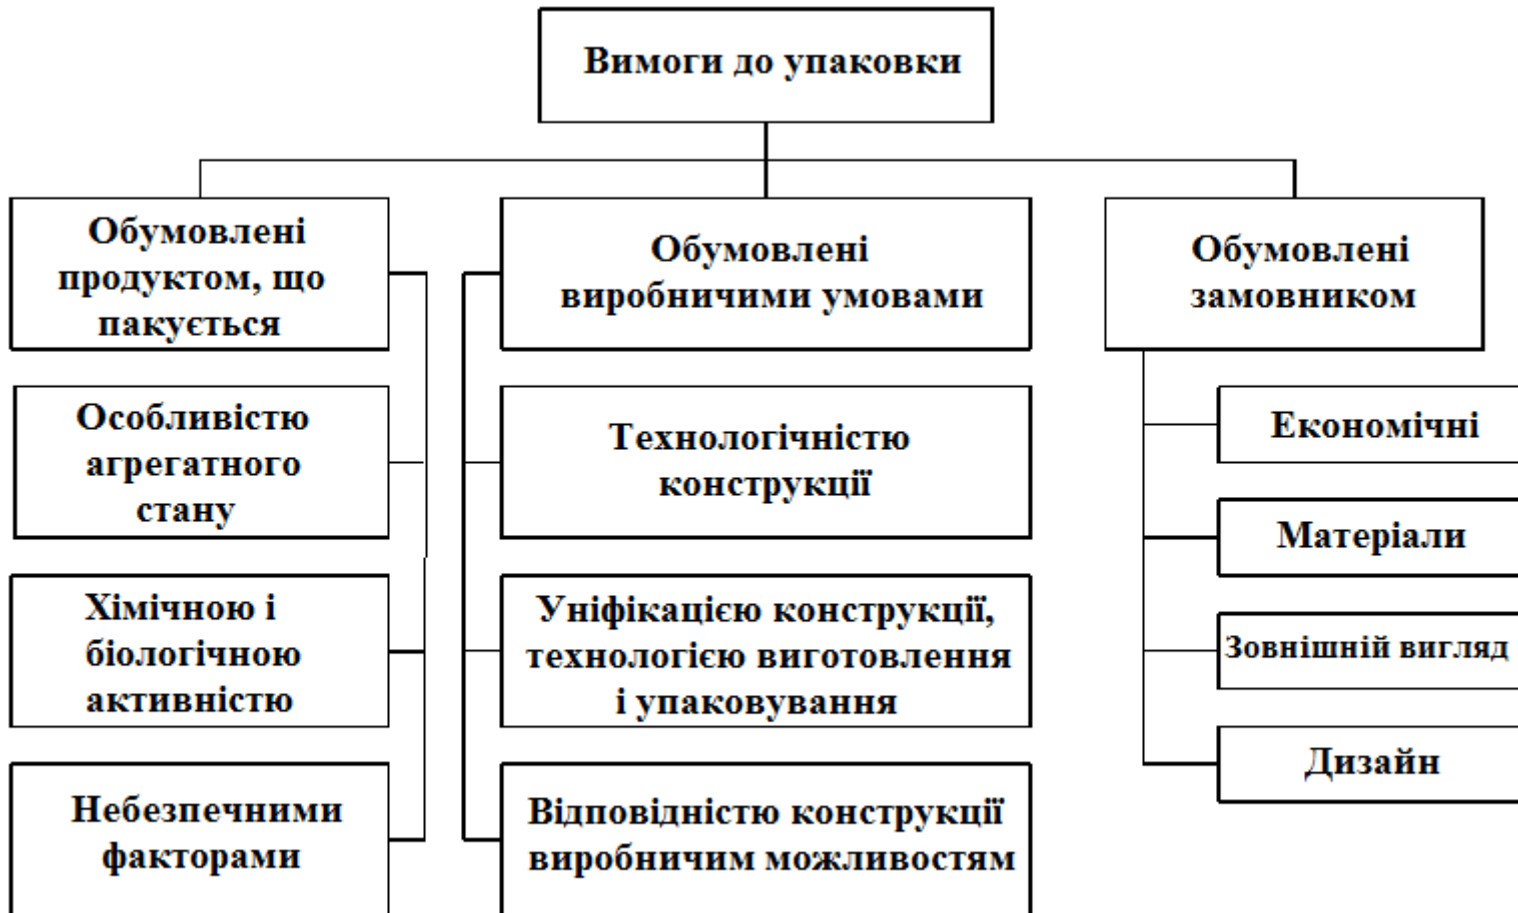 Вимоги до упаковки
Обумовлені
продуктом, що
пакується
Особливістю
агрегатного
стану
Хімічною і
біологічною
активністю
Небезпечними
факторами
Обумовлені
виробничими умовами
Технологічністю
конструкції
Уніфікацією конструкції,
технологією виготовлення
і упаковування
Відповідністю конструкції
виробничим можливостям
Обумовлені
замовником
Економічні
Матеріали
Зовнішній вигляд
Дизайн